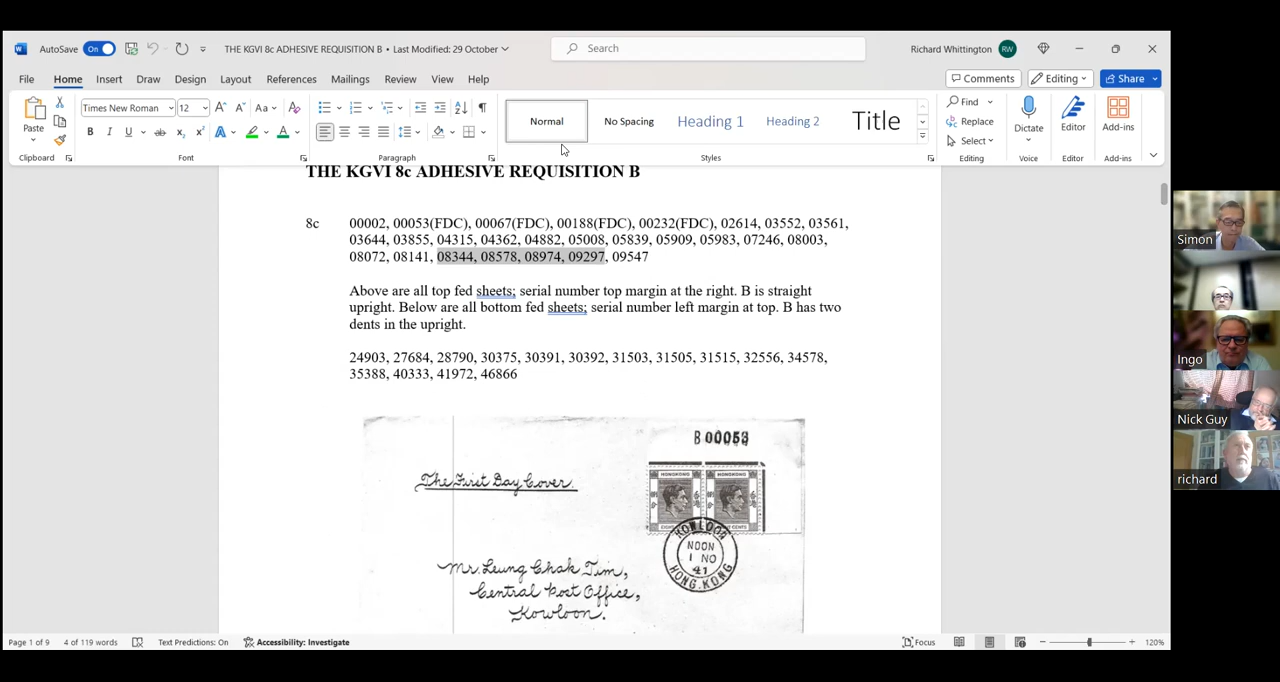 AutoSave On THE KGVI 8c ADHESIVE REQUISITION B • Last Modified: 29 October Search Richard Whittington RW
File Home Insert Draw Design Layout References Mailings Review View Help Comments Editing Share
Paste Times New Roman 12 Aa Normal No Spacing Heading 1 Heading 2 Title Find Replace Select Dictate Editor Add-ins
B I U ab x₂ x² A A
Clipboard Font Paragraph Styles Editing Voice Editor Add-ins
THE KGVI 8c ADHESIVE REQUISITION B
8c 00002, 00053(FDC), 00067(FDC), 00188(FDC), 00232(FDC), 02614, 03552, 03561,
03644, 03855, 04315, 04362, 04882, 05008, 05839, 05909, 05983, 07246, 08003,
08072, 08141, 08344, 08578, 08974, 09297, 09547
Above are all top fed sheets; serial number top margin at the right. B is straight
upright. Below are all bottom fed sheets; serial number left margin at top. B has two
dents in the upright.
24903, 27684, 28790, 30375, 30391, 30392, 31503, 31505, 31515, 32556, 34578,
35388, 40333, 41972, 46866
B 00053
HONGKONG HONGKONG
The First Day Cover.
KOWLOON
NOON
1 NO
41
HONG.KONG
Mr. Leung Chak Tim,
Central Post Office,
Kowloon.
Page 1 of 9 4 of 119 words Text Predictions: On Accessibility: Investigate Focus 120%
Simon
Ingo
Nick Guy
richard